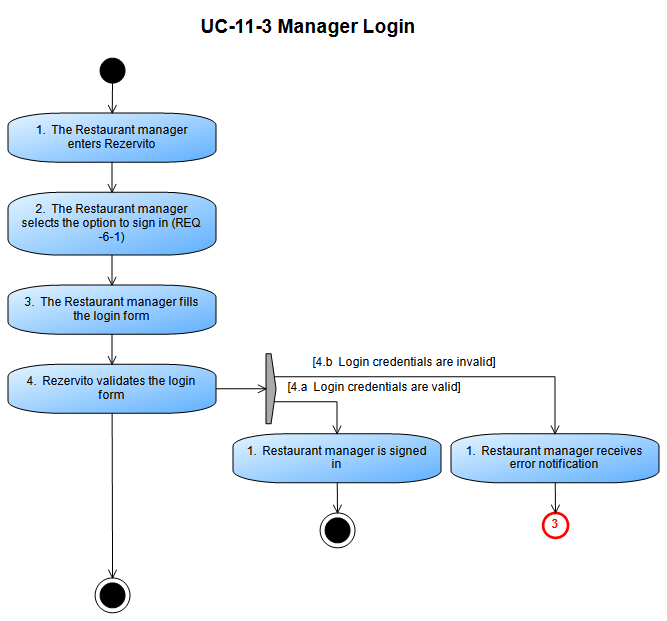 UC-11-3 Manager Login
1. The Restaurant manager
enters Rezervito
2. The Restaurant manager
selects the option to sign in (REQ
-6-1)
3. The Restaurant manager fills
the login form
4. Rezervito validates the login
form
[4.b Login credentials are invalid]
[4.a Login credentials are valid]
1. Restaurant manager is signed
in
1. Restaurant manager receives
error notification
3